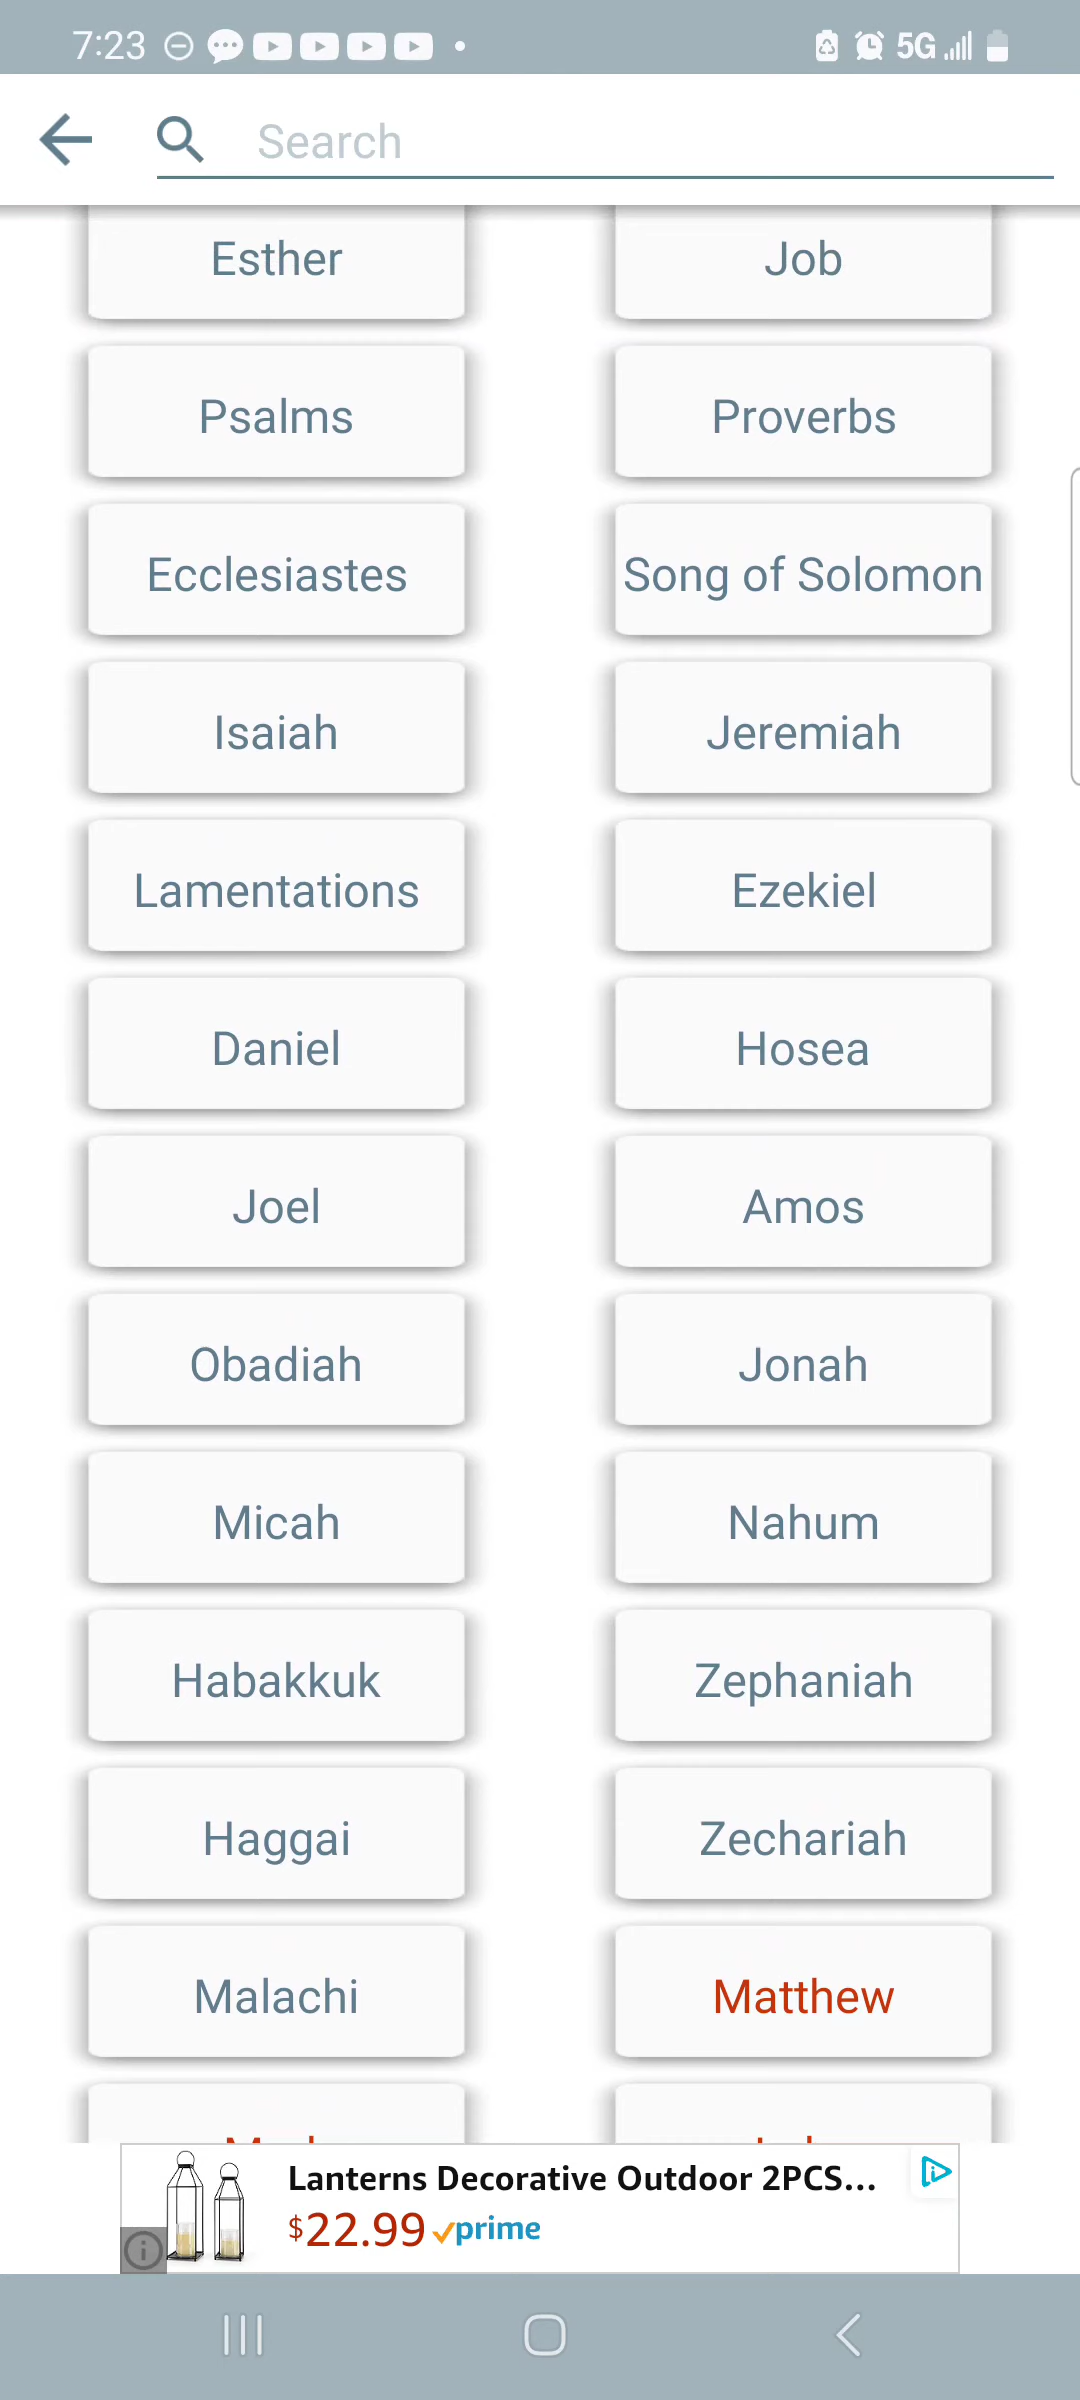 7:23
5G
Search
Esther
Job
Psalms
Proverbs
Ecclesiastes
Song of Solomon
Isaiah
Jeremiah
Lamentations
Ezekiel
Daniel
Hosea
Joel
Amos
Obadiah
Jonah
Micah
Nahum
Habakkuk
Zephaniah
Haggai
Zechariah
Malachi
Matthew
Lanterns Decorative Outdoor 2PCS...
$22.99 prime